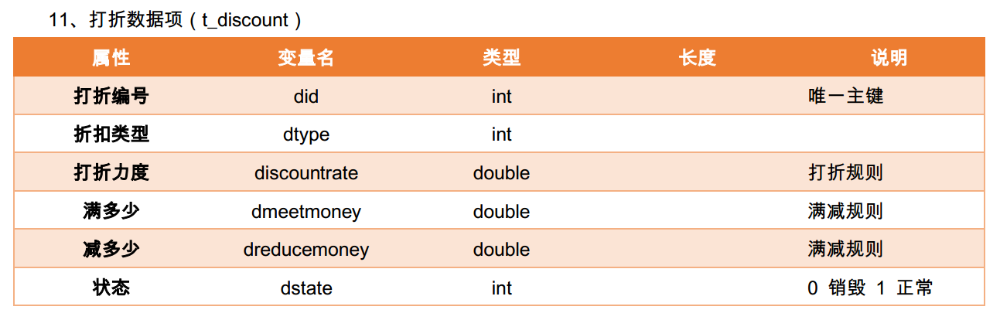 11、打折数据项（t_discount）
属性 变量名 类型 长度 说明
打折编号 did int 唯一主键
折扣类型 dtype int
打折力度 discountrate double 打折规则
满多少 dmeetmoney double 满减规则
减多少 dreducemoney double 满减规则
状态 dstate int 0 销毁 1 正常